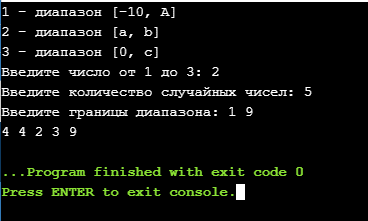 1 - диапазон [-10, A]
2 - диапазон [a, b]
3 - диапазон [0, c]
Введите число от 1 до 3: 2
Введите количество случайных чисел: 5
Введите границы диапазона: 1 9
4 4 2 3 9
...Program finished with exit code 0
Press ENTER to exit console.